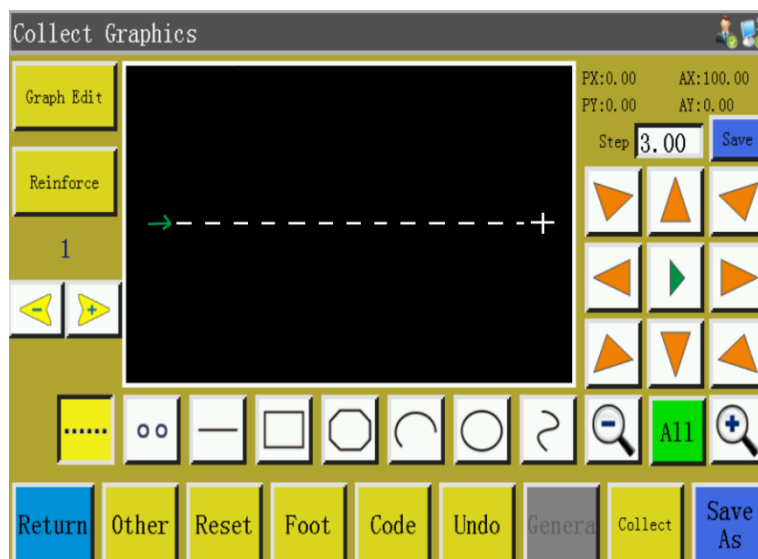 Collect Graphics
Graph Edit
PX:0.00 AX:100.00
PY:0.00 AY:0.00
Step 3.00 Save
Reinforce
1
All
Return Other Reset Foot Code Undo Genera Collect Save
As